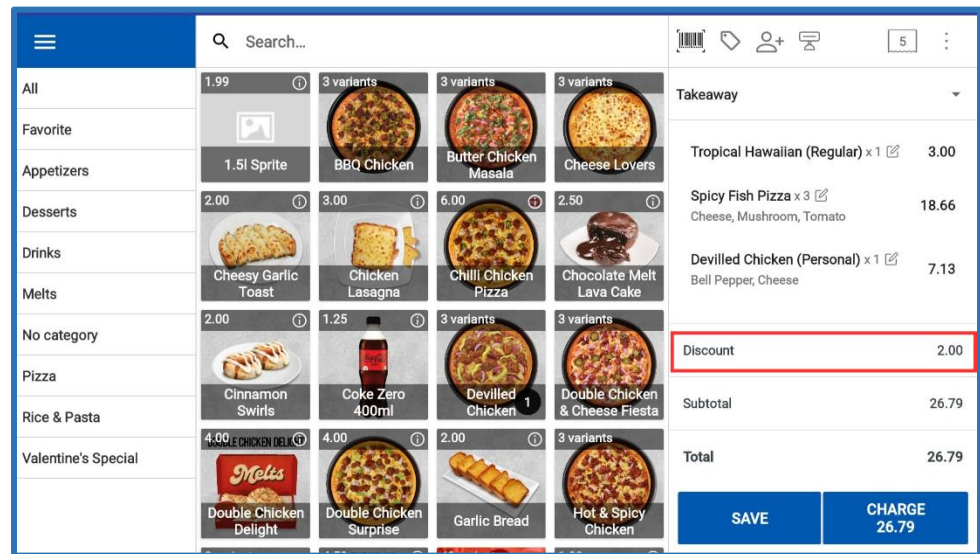 Search...
5
All
Favorite
Appetizers
Desserts
Drinks
Melts
No category
Pizza
Rice & Pasta
Valentine's Special
1.99
1.5l Sprite
3 variants
BBQ Chicken
3 variants
Butter Chicken
Masala
3 variants
Cheese Lovers
2.00
Cheesy Garlic
Toast
3.00
Chicken
Lasagna
6.00
Chilli Chicken
Pizza
2.50
Chocolate Melt
Lava Cake
2.00
Cinnamon
Swirls
1.25
Coke Zero
400ml
3 variants
Devilled
Chicken
1
3 variants
Double Chicken
& Cheese Fiesta
4.00
DOUBLE CHICKEN DELIGHT
Melts
Double Chicken
Delight
4.00
Double Chicken
Surprise
2.00
Garlic Bread
3 variants
Hot & Spicy
Chicken
Takeaway
Tropical Hawaiian (Regular) x 1 3.00
Spicy Fish Pizza x 3 18.66
Cheese, Mushroom, Tomato
Devilled Chicken (Personal) x 1 7.13
Bell Pepper, Cheese
Discount 2.00
Subtotal 26.79
Total 26.79
SAVE
CHARGE
26.79